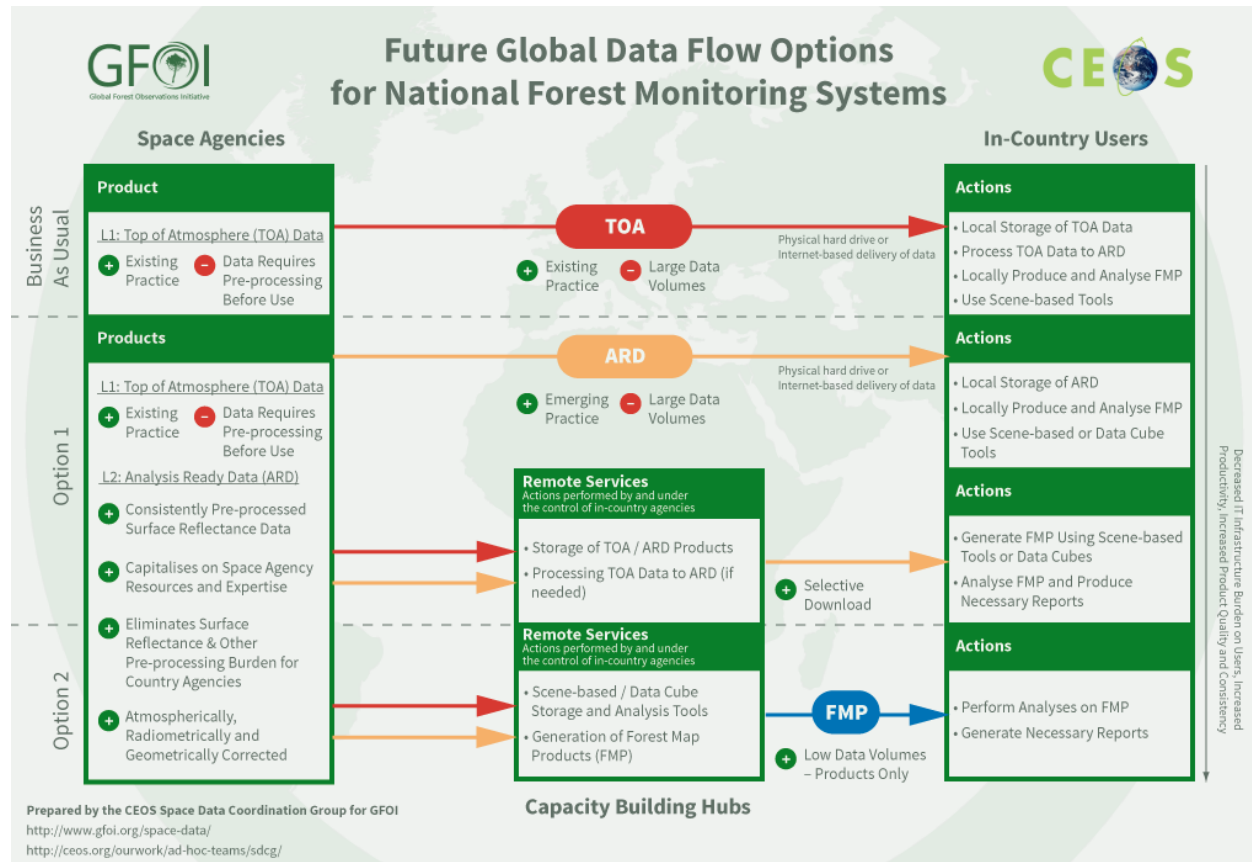 GFOI
Global Forest Observations Initiative
Future Global Data Flow Options
for National Forest Monitoring Systems
CEOS
Space Agencies
In-Country Users
Business
As Usual
Product
L1: Top of Atmosphere (TOA) Data
+ Existing
Practice
- Data Requires
Pre-processing
Before Use
TOA
+ Existing
Practice
- Large Data
Volumes
Physical hard drive or
Internet-based delivery of data
Actions
• Local Storage of TOA Data
• Process TOA Data to ARD
• Locally Produce and Analyse FMP
• Use Scene-based Tools
Option 1
Products
L1: Top of Atmosphere (TOA) Data
+ Existing
Practice
- Data Requires
Pre-processing
Before Use
L2: Analysis Ready Data (ARD)
+ Consistently Pre-processed
Surface Reflectance Data
+ Capitalises on Space Agency
Resources and Expertise
+ Eliminates Surface
Reflectance & Other
Pre-processing Burden for
Country Agencies
+ Atmospherically,
Radiometrically and
Geometrically Corrected
ARD
+ Emerging
Practice
- Large Data
Volumes
Physical hard drive or
Internet-based delivery of data
Actions
• Local Storage of ARD
• Locally Produce and Analyse FMP
• Use Scene-based or Data Cube
Tools
Remote Services
Actions performed by and under
the control of in-country agencies
• Storage of TOA / ARD Products
• Processing TOA Data to ARD (if
needed)
+ Selective
Download
Actions
• Generate FMP Using Scene-based
Tools or Data Cubes
• Analyse FMP and Produce
Necessary Reports
Option 2
Remote Services
Actions performed by and under
the control of in-country agencies
• Scene-based / Data Cube
Storage and Analysis Tools
• Generation of Forest Map
Products (FMP)
FMP
+ Low Data Volumes
– Products Only
Actions
• Perform Analyses on FMP
• Generate Necessary Reports
Decreased IT Infrastructure Burden on Users, Increased
Productivity, Increased Product Quality and Consistency
Capacity Building Hubs
Prepared by the CEOS Space Data Coordination Group for GFOI
http://www.gfoi.org/space-data/
http://ceos.org/ourwork/ad-hoc-teams/sdcg/